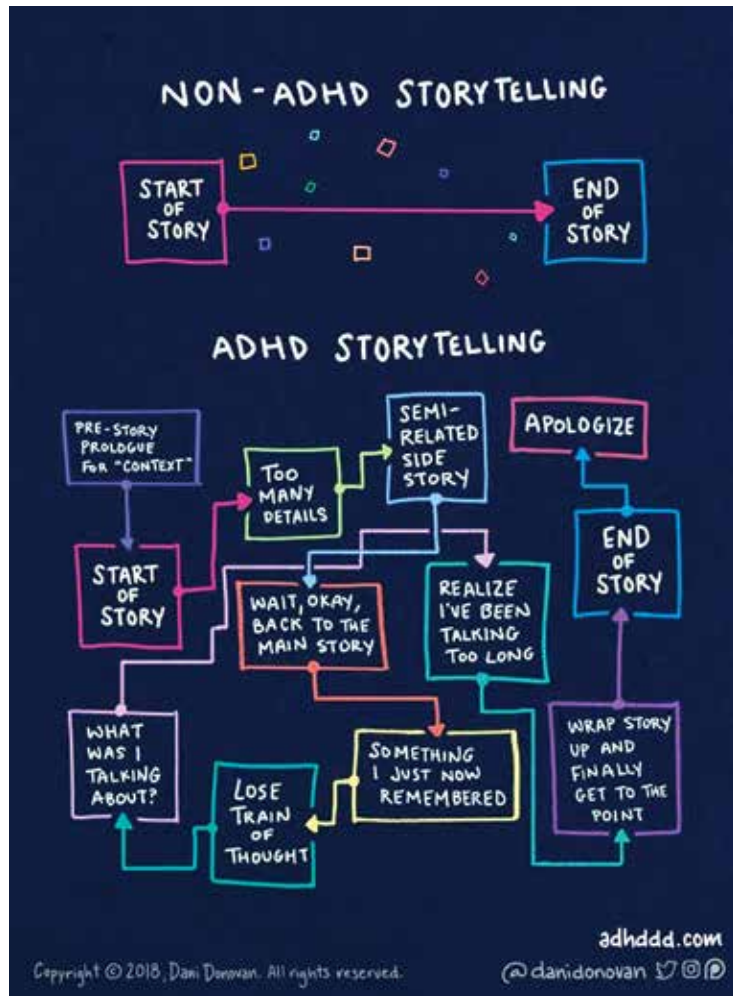 NON-ADHD STORYTELLING
START
OF
STORY
END
OF
STORY
ADHD STORYTELLING
PRE-STORY
PROLOGUE
FOR "CONTEXT"
START
OF
STORY
TOO
MANY
DETAILS
SEMI-
RELATED
SIDE
STORY
WAIT, OKAY,
BACK TO THE
MAIN STORY
SOMETHING
I JUST NOW
REMEMBERED
LOSE
TRAIN
OF
THOUGHT
WHAT
WAS I
TALKING
ABOUT?
REALIZE
I'VE BEEN
TALKING
TOO LONG
WRAP STORY
UP AND
FINALLY
GET TO THE
POINT
END
OF
STORY
APOLOGIZE
adhddd.com
Copyright © 2018, Dani Donovan. All rights reserved.
@danidonovan